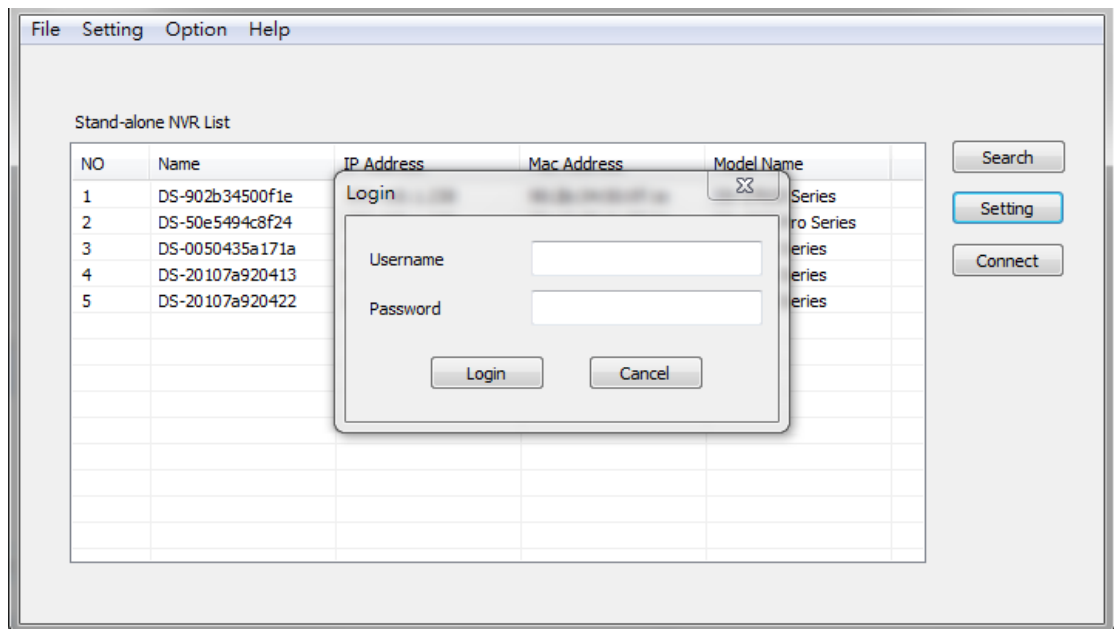 File Setting Option Help
Stand-alone NVR List
NO Name IP Address Mac Address Model Name
Search
Login
1 DS-902b34500f1e Series
Setting
2 DS-50e5494c8f24 ro Series
3 DS-0050435a171a eries
Username
Connect
4 DS-20107a920413 eries
5 DS-20107a920422 eries
Password
Login Cancel